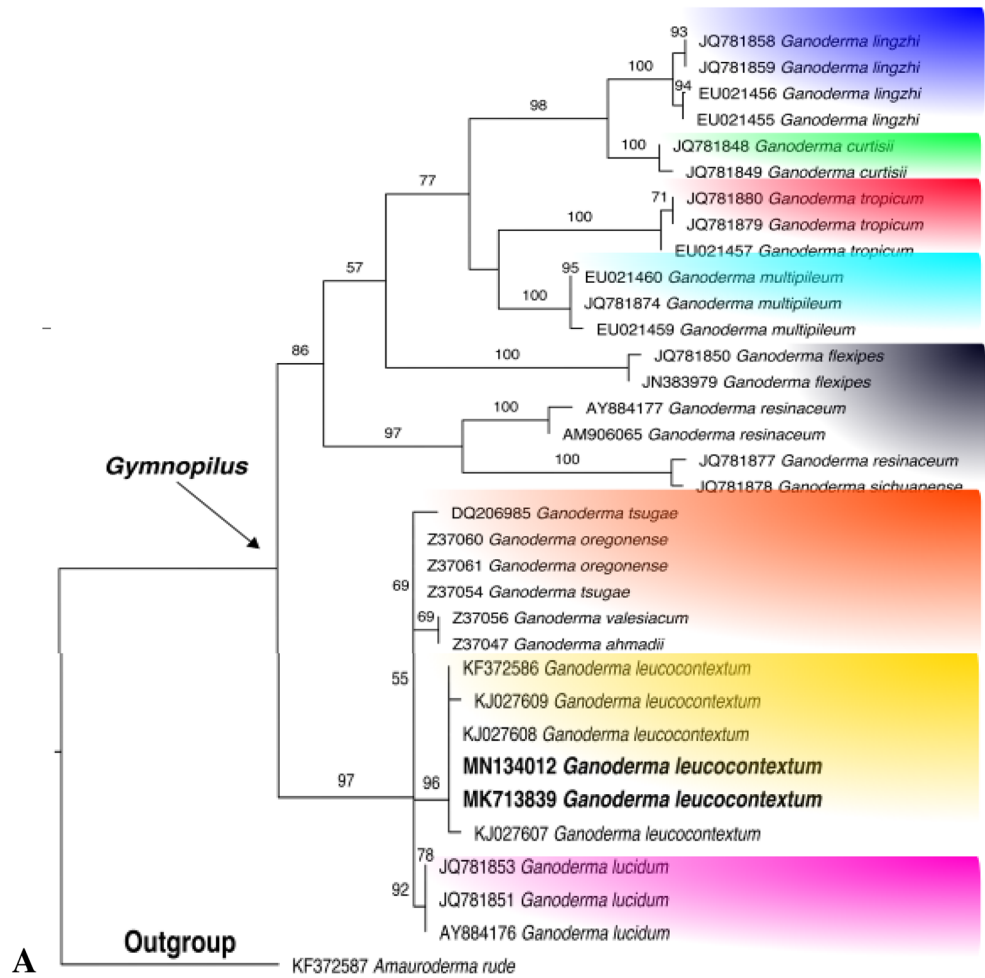 93
JQ781858 Ganoderma lingzhi
JQ781859 Ganoderma lingzhi
100
94
EU021456 Ganoderma lingzhi
EU021455 Ganoderma lingzhi
98
100
JQ781848 Ganoderma curtisii
JQ781849 Ganoderma curtisii
77
71
JQ781880 Ganoderma tropicum
100
JQ781879 Ganoderma tropicum
EU021457 Ganoderma tropicum
57
95
EU021460 Ganoderma multipileum
100
JQ781874 Ganoderma multipileum
EU021459 Ganoderma multipileum
86
100
JQ781850 Ganoderma flexipes
JN383979 Ganoderma flexipes
100
AY884177 Ganoderma resinaceum
97
AM906065 Ganoderma resinaceum
100
JQ781877 Ganoderma resinaceum
JQ781878 Ganoderma sichuanense
Gymnopilus
DQ206985 Ganoderma tsugae
Z37060 Ganoderma oregonense
Z37061 Ganoderma oregonense
69
Z37054 Ganoderma tsugae
69
Z37056 Ganoderma valesiacum
Z37047 Ganoderma ahmadii
55
KF372586 Ganoderma leucocontextum
KJ027609 Ganoderma leucocontextum
KJ027608 Ganoderma leucocontextum
97
96
MN134012 Ganoderma leucocontextum
MK713839 Ganoderma leucocontextum
KJ027607 Ganoderma leucocontextum
78
JQ781853 Ganoderma lucidum
92
JQ781851 Ganoderma lucidum
AY884176 Ganoderma lucidum
Outgroup
A
KF372587 Amauroderma rude